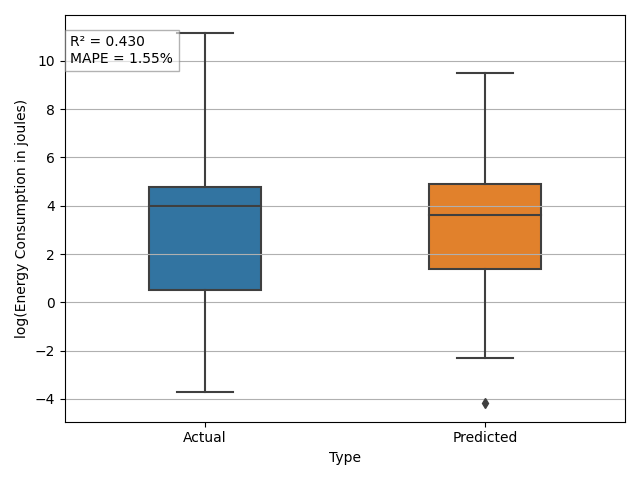 R² = 0.430
MAPE = 1.55%
log(Energy Consumption in joules)
10
8
6
4
2
0
−2
−4
Actual
Predicted
Type